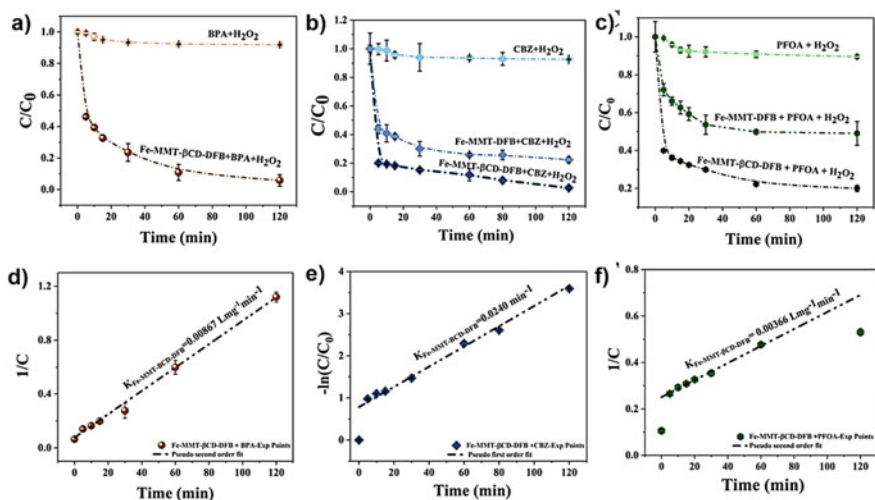 a)
BPA+H2O2
Fe-MMT-βCD-DFB+BPA+H2O2
C/C0
1.0
0.8
0.6
0.4
0.2
0.0
0 20 40 60 80 100 120
Time (min)
b)
CBZ+H2O2
Fe-MMT-DFB+CBZ+H2O2
Fe-MMT-βCD-DFB+CBZ+H2O2
C/C0
1.2
1.0
0.8
0.6
0.4
0.2
0.0
0 20 40 60 80 100 120
Time (min)
c)
PFOA + H2O2
Fe-MMT-DFB + PFOA + H2O2
Fe-MMT-βCD-DFB + PFOA + H2O2
C/C0
1.0
0.8
0.6
0.4
0.2
0 20 40 60 80 100 120
Time (min)
d)
KFe-MMT-BCD-DFB=0.00867 Lmg-1min-1
1/C
1.2
0.8
0.4
0.0
Fe-MMT-βCD-DFB + BPA-Exp Points
Pseudo second order fit
0 20 40 60 80 100 120
Time (min)
e)
KFe-MMT-BCD-DFB=0.0240 min-1
-ln(C/C0)
4
3
2
1
0
Fe-MMT-βCD-DFB +CBZ-Exp Points
Pseudo first order fit
0 20 40 60 80 100 120
Time (min)
f)
KFe-MMT-βCD-DFB= 0.00366 Lmg-1min-1
1/C
0.8
0.6
0.4
0.2
0.0
Fe-MMT-βCD-DFB +PFOA-Exp Points
Pseudo second order fit
0 20 40 60 80 100 120
Time (min)